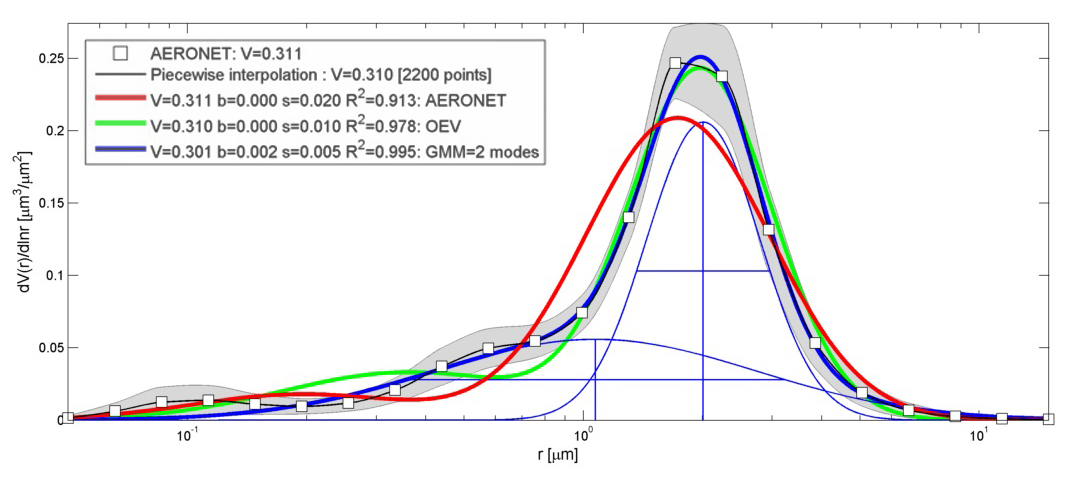 AERONET: V=0.311
Piecewise interpolation : V=0.310 [2200 points]
V=0.311 b=0.000 s=0.020 R²=0.913: AERONET
V=0.310 b=0.000 s=0.010 R²=0.978: OEV
V=0.301 b=0.002 s=0.005 R²=0.995: GMM=2 modes
0.25
0.2
0.15
0.1
0.05
0
dV(r)/dlnr [μm³/μm²]
10⁻¹
10⁰
10¹
r [μm]